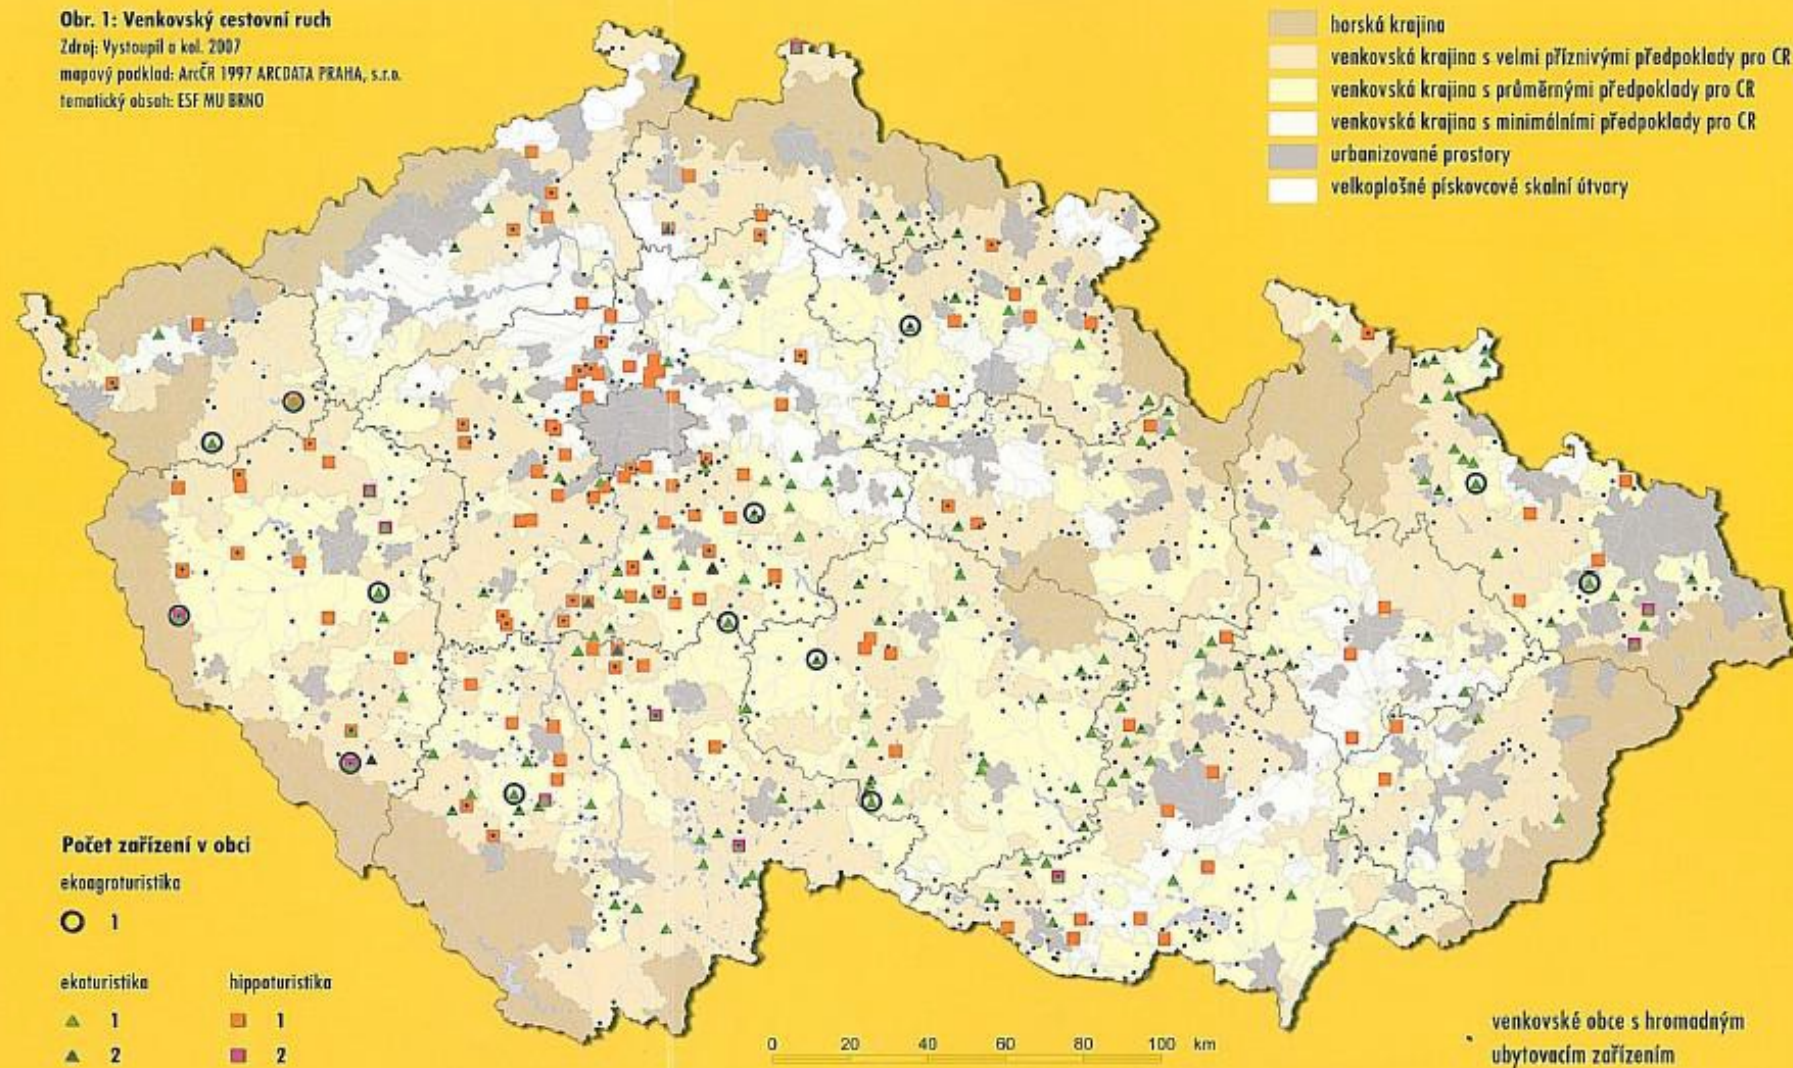 Obr. 1: Venkovský cestovní ruch
Zdroj: Vystoupil a kol. 2007
mapový podklad: ArcČR 1997 ARCDATA PRAHA, s.r.o.
tematický obsah: ESF MU BRNO
horská krajina
venkovská krajina s velmi příznivými předpoklady pro CR
venkovská krajina s průměrnými předpoklady pro CR
venkovská krajina s minimálními předpoklady pro CR
urbanizované prostory
velkoplošné pískovcové skalní útvary
Počet zařízení v obci
ekoagroturistika
1
ekoturistika
hippoturistika
1
1
2
2
0 20 40 60 80 100 km
venkovské obce s hromadným
ubytovacím zařízením